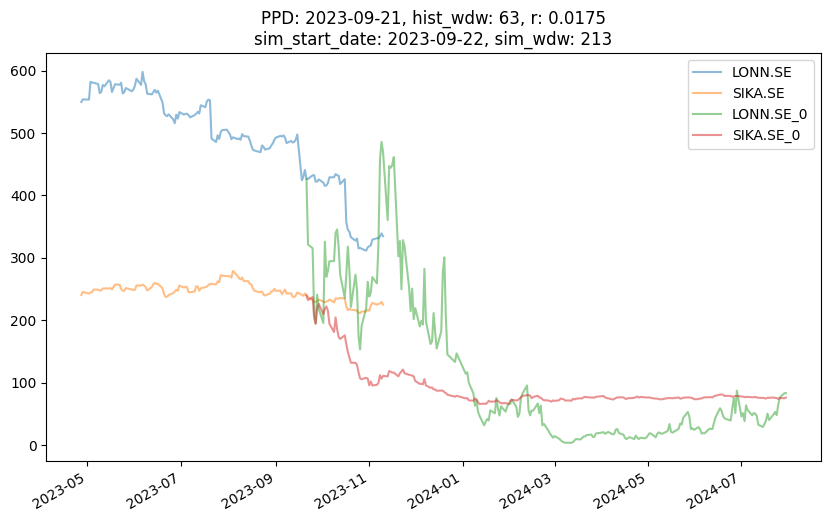 PPD: 2023-09-21, hist_wdw: 63, r: 0.0175
sim_start_date: 2023-09-22, sim_wdw: 213
LONN.SE
SIKA.SE
LONN.SE_0
SIKA.SE_0
600
500
400
300
200
100
0
2023-05
2023-07
2023-09
2023-11
2024-01
2024-03
2024-05
2024-07